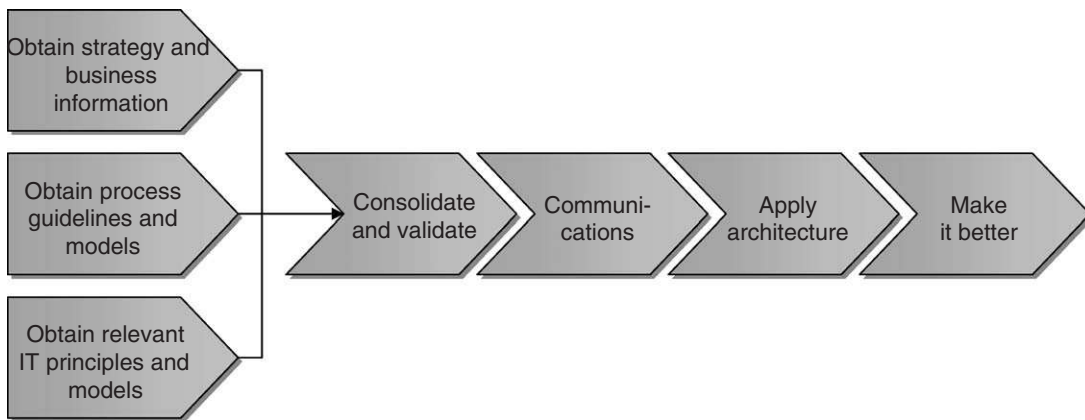 Obtain strategy and
business
information
Obtain process
guidelines and
models
Obtain relevant
IT principles and
models
Consolidate
and validate
Communi-
cations
Apply
architecture
Make
it better